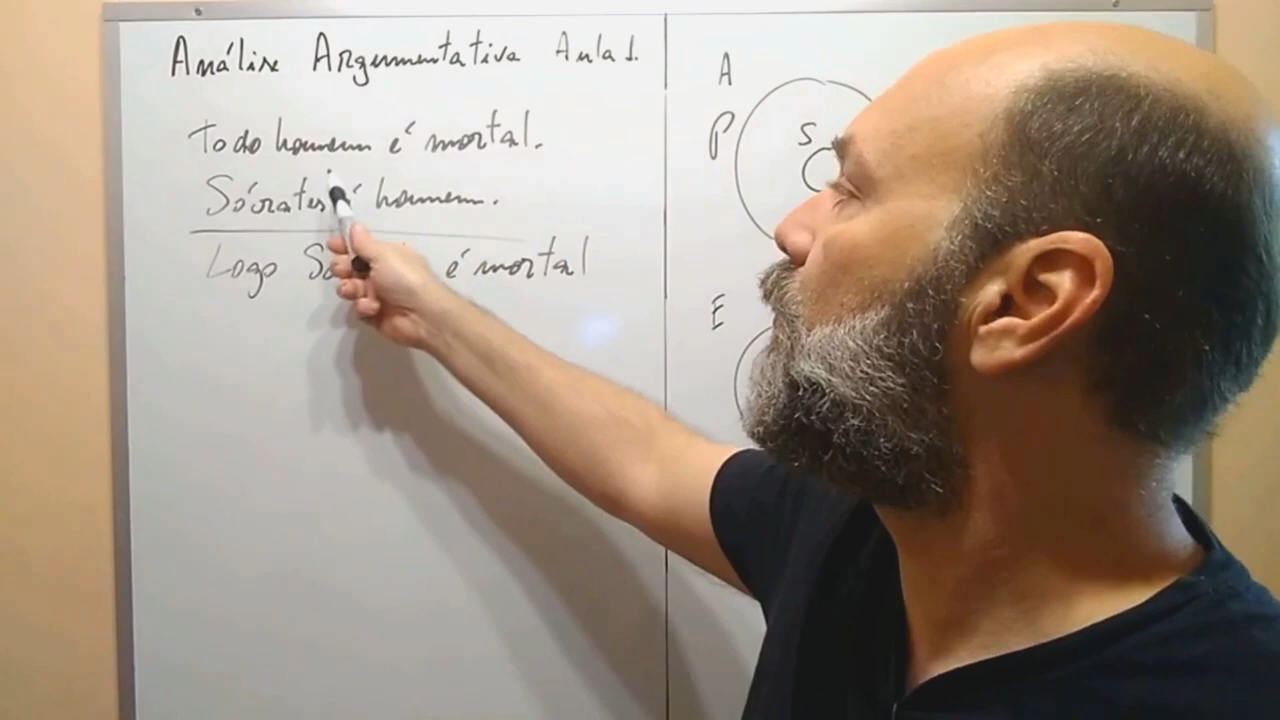 Análise Argumentativa Aula 1.
Todo homem é mortal.
Sócrates é homem.
Logo é mortal
A
P
S
E